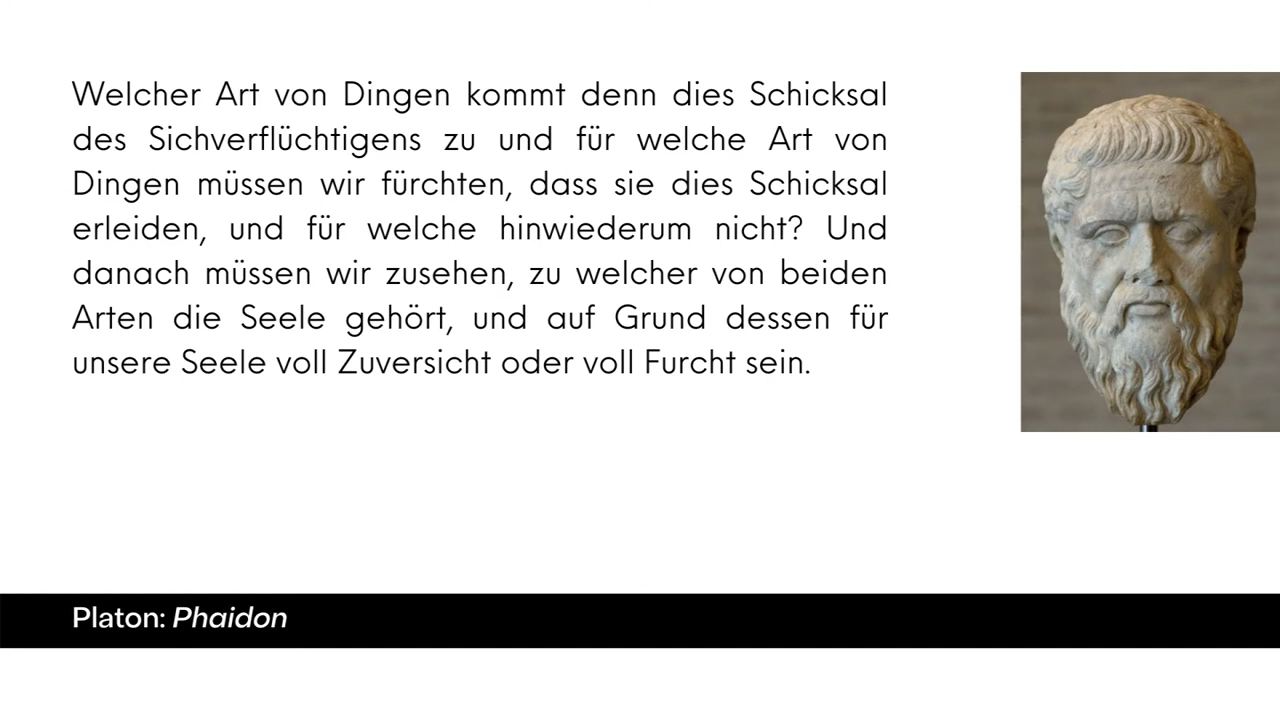 Welcher Art von Dingen kommt denn dies Schicksal
des Sichverflüchtigens zu und für welche Art von
Dingen müssen wir fürchten, dass sie dies Schicksal
erleiden, und für welche hinwiederum nicht? Und
danach müssen wir zusehen, zu welcher von beiden
Arten die Seele gehört, und auf Grund dessen für
unsere Seele voll Zuversicht oder voll Furcht sein.
Platon: Phaidon